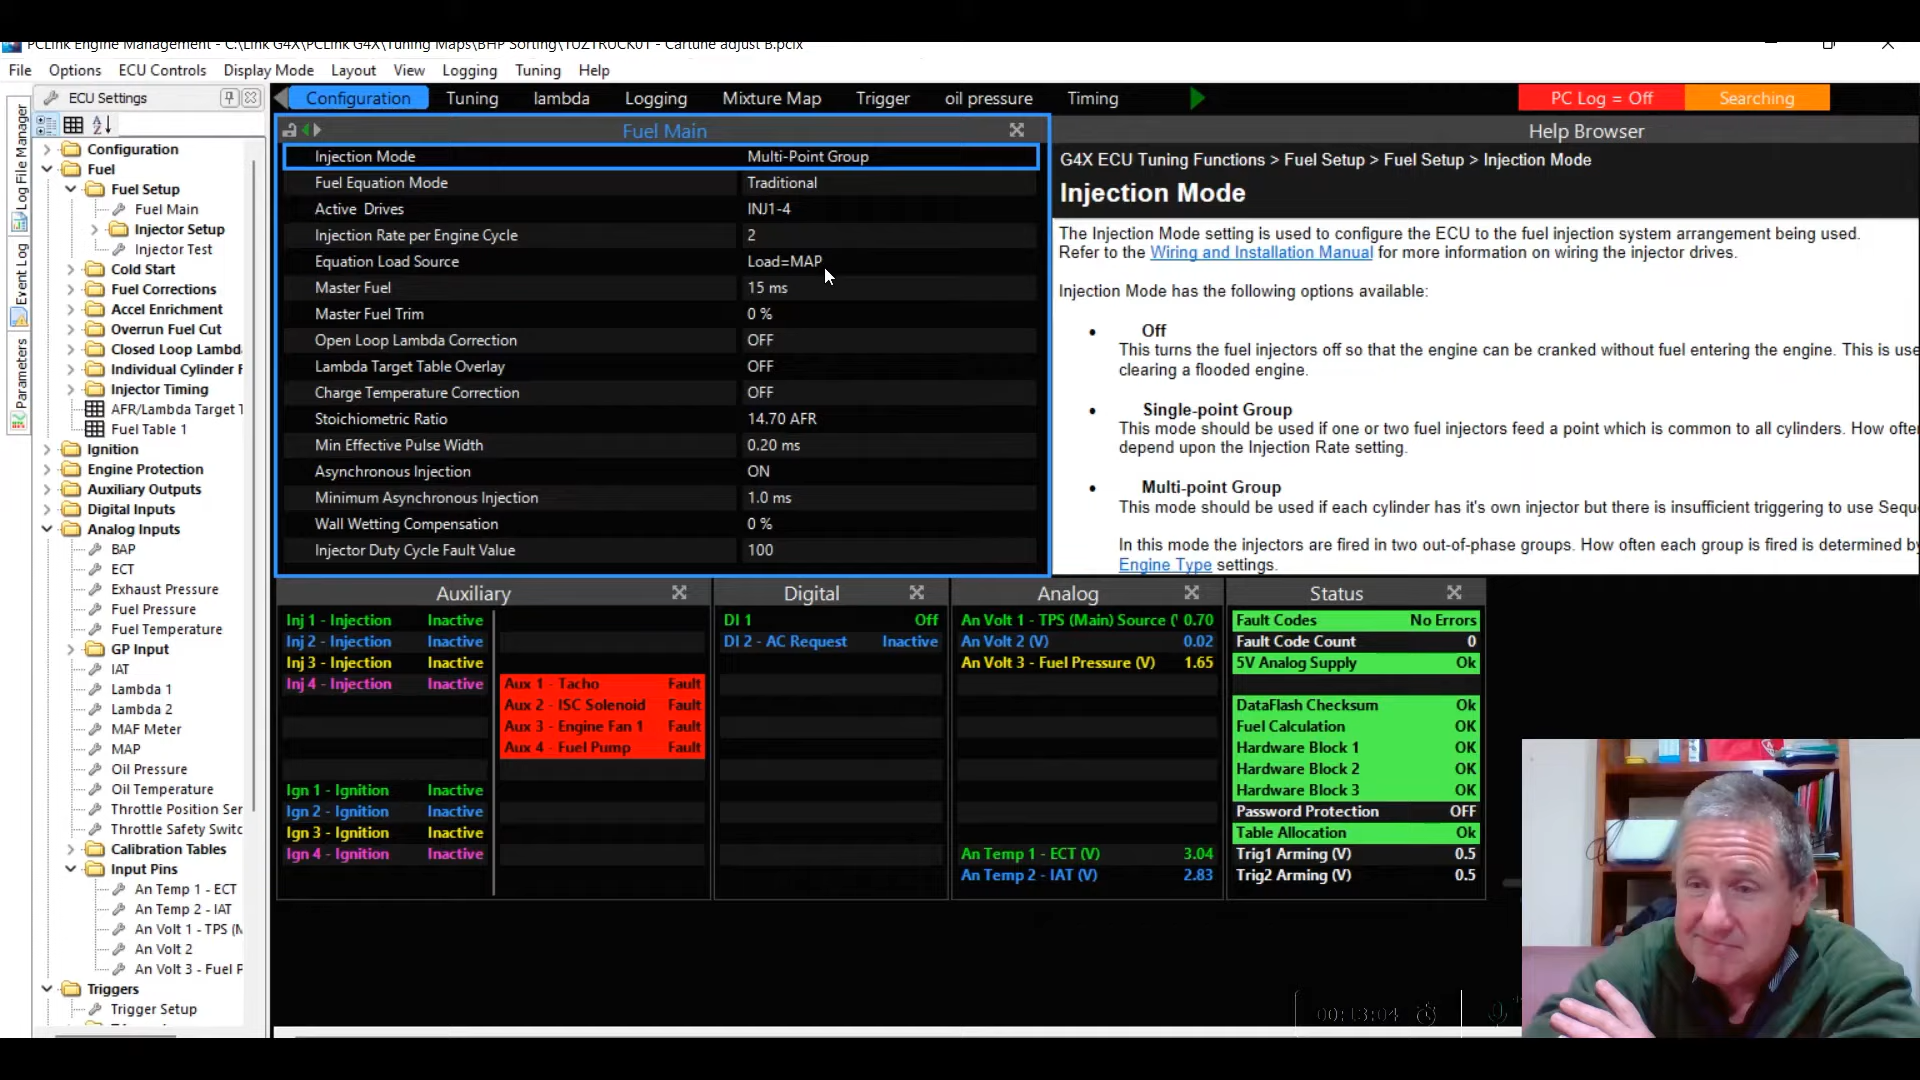 PCLink Engine Management - C:\Link G4X\PCLink G4X\Tuning Maps\BHP Sorting\TUZTRUCK01 - Cartune adjust B.pclx
File Options ECU Controls Display Mode Layout View Logging Tuning Help
Log File Manager
Event Log
Parameters
ECU Settings
Configuration
Fuel
Fuel Setup
Fuel Main
Injector Setup
Injector Test
Cold Start
Fuel Corrections
Accel Enrichment
Overrun Fuel Cut
Closed Loop Lambd
Individual Cylinder F
Injector Timing
AFR/Lambda Target T
Fuel Table 1
Ignition
Engine Protection
Auxiliary Outputs
Digital Inputs
Analog Inputs
BAP
ECT
Exhaust Pressure
Fuel Pressure
Fuel Temperature
GP Input
IAT
Lambda 1
Lambda 2
MAF Meter
MAP
Oil Pressure
Oil Temperature
Throttle Position Ser
Throttle Safety Switc
Calibration Tables
Input Pins
An Temp 1 - ECT
An Temp 2 - IAT
An Volt 1 - TPS (M
An Volt 2
An Volt 3 - Fuel P
Triggers
Trigger Setup
Configuration Tuning lambda Logging Mixture Map Trigger oil pressure Timing
PC Log = Off Searching
Fuel Main
Injection Mode Multi-Point Group
Fuel Equation Mode Traditional
Active Drives INJ1-4
Injection Rate per Engine Cycle 2
Equation Load Source Load=MAP
Master Fuel 15 ms
Master Fuel Trim 0 %
Open Loop Lambda Correction OFF
Lambda Target Table Overlay OFF
Charge Temperature Correction OFF
Stoichiometric Ratio 14.70 AFR
Min Effective Pulse Width 0.20 ms
Asynchronous Injection ON
Minimum Asynchronous Injection 1.0 ms
Wall Wetting Compensation 0 %
Injector Duty Cycle Fault Value 100
Help Browser
G4X ECU Tuning Functions > Fuel Setup > Fuel Setup > Injection Mode
Injection Mode
The Injection Mode setting is used to configure the ECU to the fuel injection system arrangement being used.
Refer to the Wiring and Installation Manual for more information on wiring the injector drives.
Injection Mode has the following options available:
• Off
This turns the fuel injectors off so that the engine can be cranked without fuel entering the engine. This is use
clearing a flooded engine.
• Single-point Group
This mode should be used if one or two fuel injectors feed a point which is common to all cylinders. How ofte
depend upon the Injection Rate setting.
• Multi-point Group
This mode should be used if each cylinder has it's own injector but there is insufficient triggering to use Sequ
In this mode the injectors are fired in two out-of-phase groups. How often each group is fired is determined by
Engine Type settings.
Auxiliary
Inj 1 - Injection Inactive
Inj 2 - Injection Inactive
Inj 3 - Injection Inactive
Inj 4 - Injection Inactive
Ign 1 - Ignition Inactive
Ign 2 - Ignition Inactive
Ign 3 - Ignition Inactive
Ign 4 - Ignition Inactive
Aux 1 - Tacho Fault
Aux 2 - ISC Solenoid Fault
Aux 3 - Engine Fan 1 Fault
Aux 4 - Fuel Pump Fault
Digital
DI 1 Off
DI 2 - AC Request Inactive
Analog
An Volt 1 - TPS (Main) Source (' 0.70
An Volt 2 (V) 0.02
An Volt 3 - Fuel Pressure (V) 1.65
An Temp 1 - ECT (V) 3.04
An Temp 2 - IAT (V) 2.83
Status
Fault Codes No Errors
Fault Code Count 0
5V Analog Supply Ok
DataFlash Checksum Ok
Fuel Calculation OK
Hardware Block 1 OK
Hardware Block 2 OK
Hardware Block 3 OK
Password Protection OFF
Table Allocation Ok
Trig1 Arming (V) 0.5
Trig2 Arming (V) 0.5
00:13:04